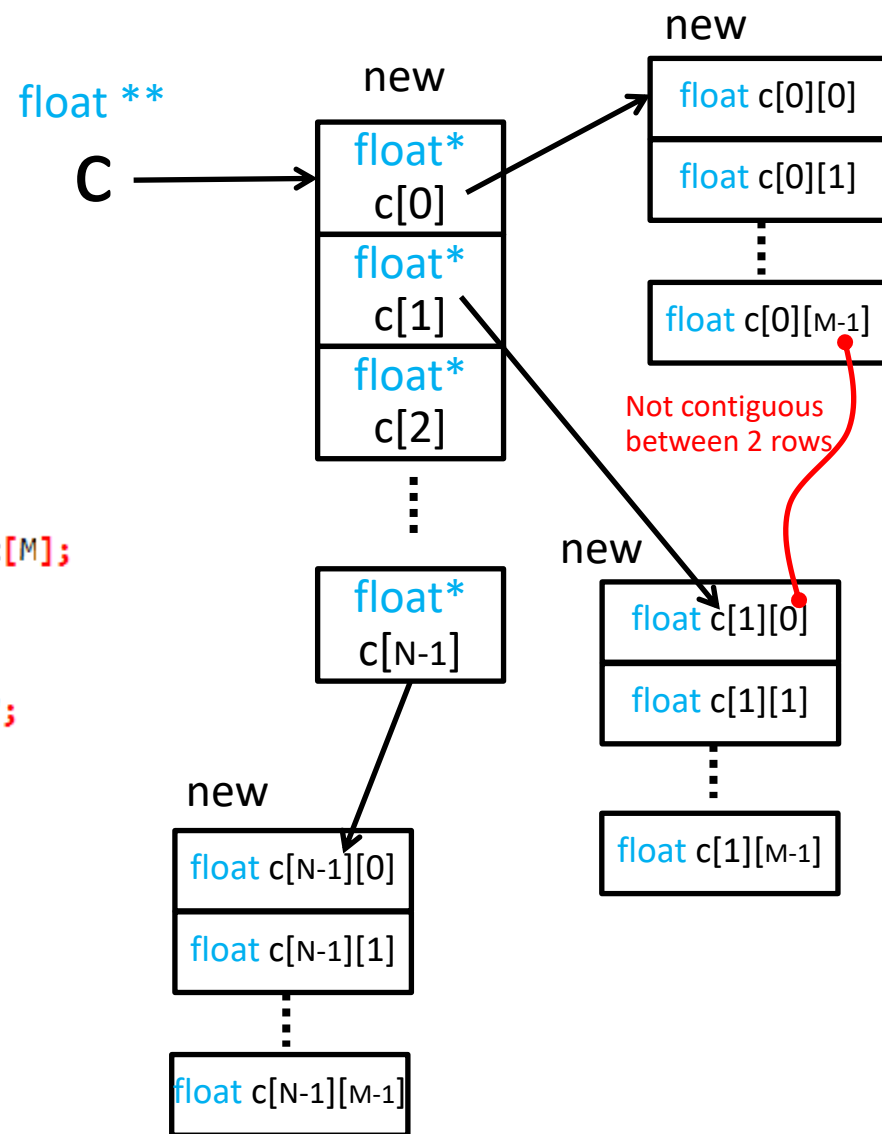 float **
C
new
float*
c[0]
float*
c[1]
float*
c[2]
float*
c[N-1]
new
float c[0][0]
float c[0][1]
float c[0][M-1]
Not contiguous
between 2 rows
[M];
;
new
float c[1][0]
float c[1][1]
float c[1][M-1]
new
float c[N-1][0]
float c[N-1][1]
float c[N-1][M-1]